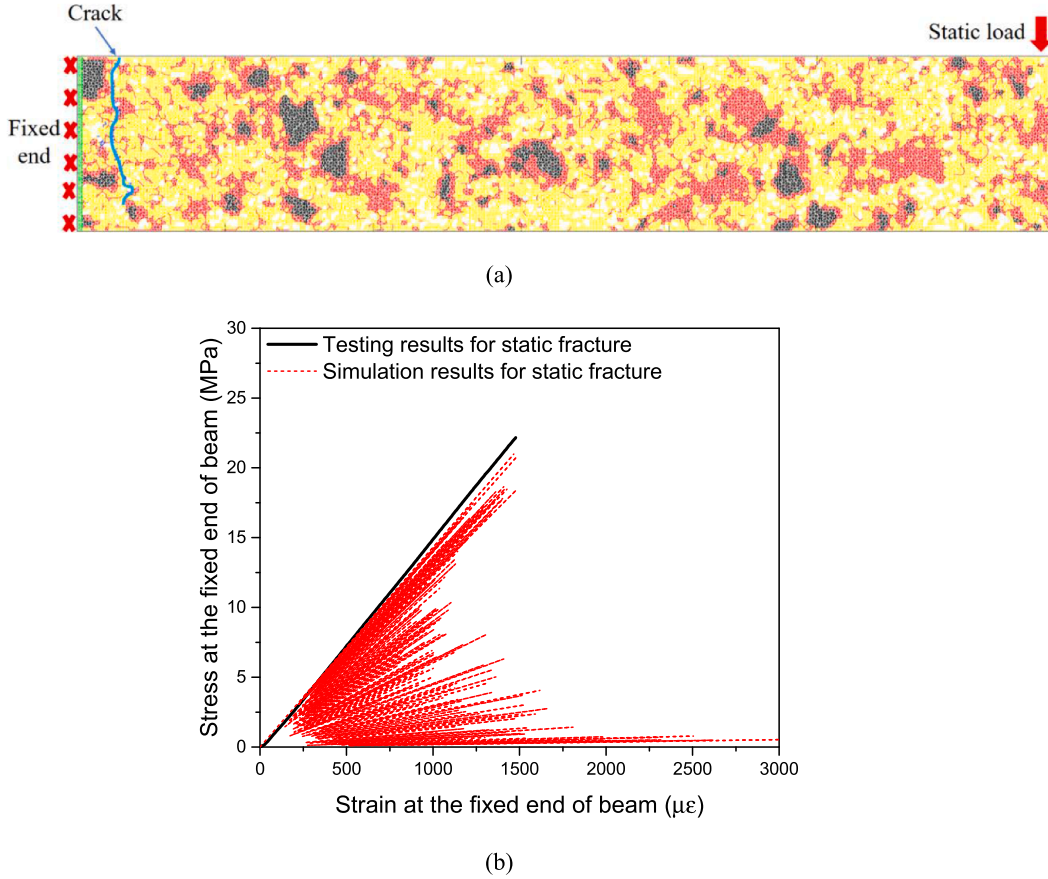 Crack
Static load
Fixed
end
(a)
30
Testing results for static fracture
Simulation results for static fracture
25
20
15
10
5
0
Stress at the fixed end of beam (MPa)
0 500 1000 1500 2000 2500 3000
Strain at the fixed end of beam (με)
(b)